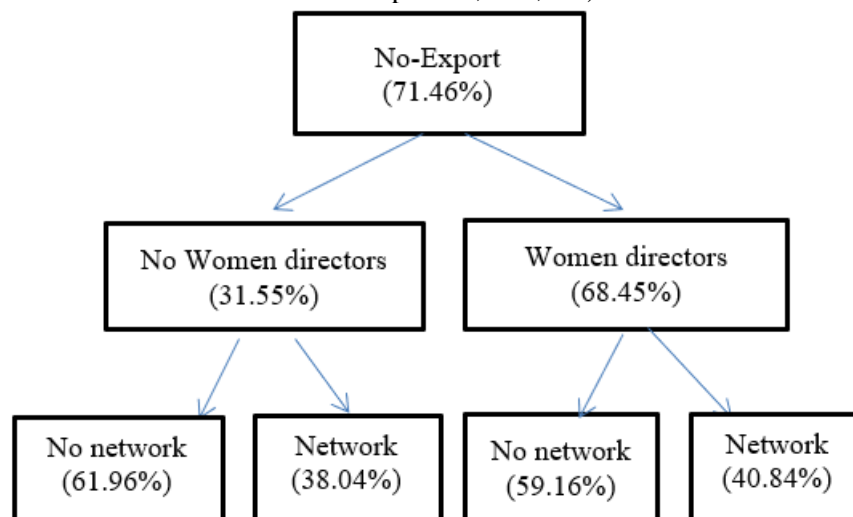 No-Export
(71.46%)
No Women directors
(31.55%)
Women directors
(68.45%)
No network
(61.96%)
Network
(38.04%)
No network
(59.16%)
Network
(40.84%)